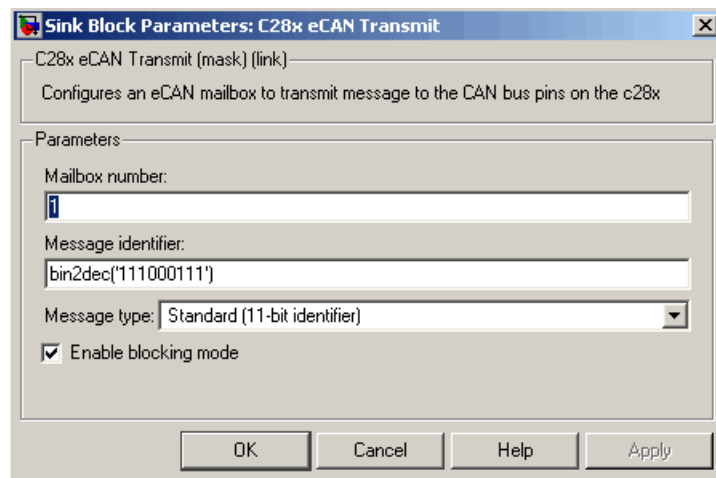 Sink Block Parameters: C28x eCAN Transmit
C28x eCAN Transmit (mask) (link)
Configures an eCAN mailbox to transmit message to the CAN bus pins on the c28x
Parameters
Mailbox number:
1
Message identifier:
bin2dec('111000111')
Message type: Standard (11-bit identifier)
Enable blocking mode
OK Cancel Help Apply